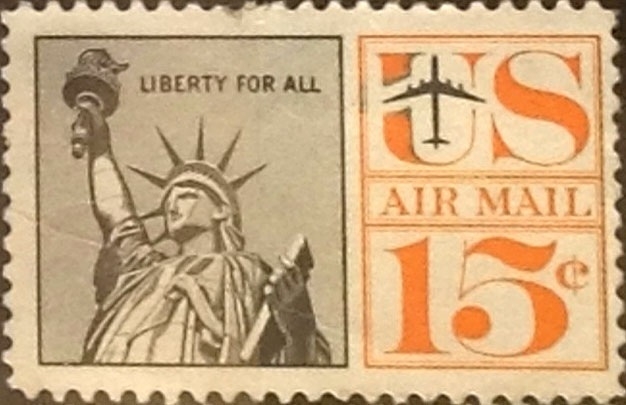 LIBERTY FOR ALL
US
AIR MAIL
15¢